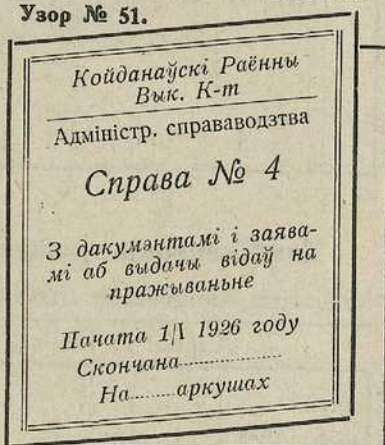 Узор № 51.
Койданаўскі Раённы
Вык. К-т
Адміністр. справаводзтва
Справа № 4
З дакумэнтамі і заява-
мі аб выдачы відаў на
пражываньне
Пачата 1/I 1926 году
Скончана....................
На........аркушах